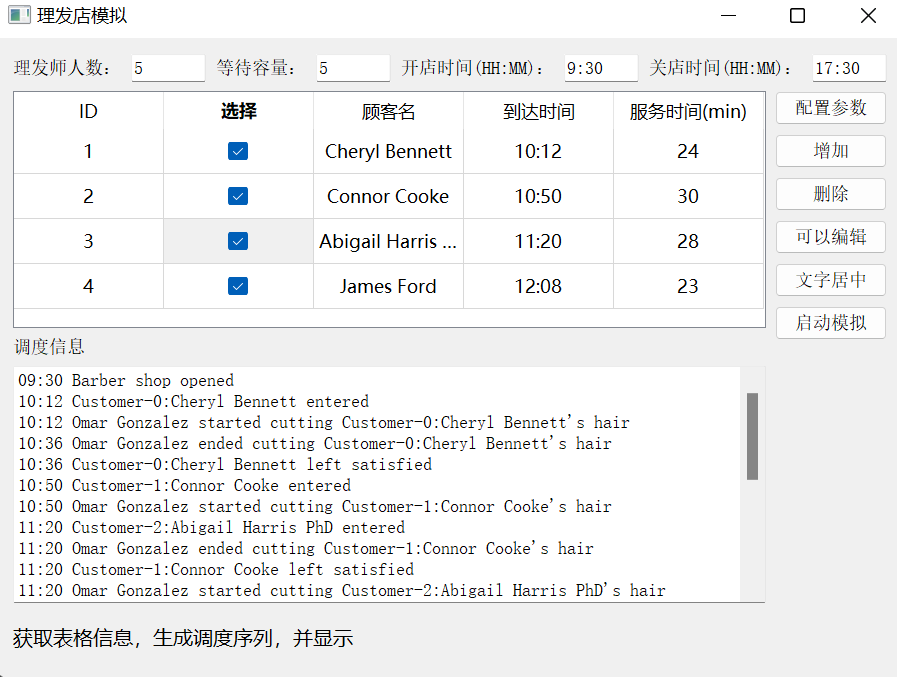 理发店模拟
理发师人数： 5 等待容量： 5 开店时间(HH:MM)： 9:30 关店时间(HH:MM)： 17:30
ID 选择 顾客名 到达时间 服务时间(min)
1 Cheryl Bennett 10:12 24
2 Connor Cooke 10:50 30
3 Abigail Harris ... 11:20 28
4 James Ford 12:08 23
配置参数
增加
删除
可以编辑
文字居中
启动模拟
调度信息
09:30 Barber shop opened
10:12 Customer-0:Cheryl Bennett entered
10:12 Omar Gonzalez started cutting Customer-0:Cheryl Bennett's hair
10:36 Omar Gonzalez ended cutting Customer-0:Cheryl Bennett's hair
10:36 Customer-0:Cheryl Bennett left satisfied
10:50 Customer-1:Connor Cooke entered
10:50 Omar Gonzalez started cutting Customer-1:Connor Cooke's hair
11:20 Customer-2:Abigail Harris PhD entered
11:20 Omar Gonzalez ended cutting Customer-1:Connor Cooke's hair
11:20 Customer-1:Connor Cooke left satisfied
11:20 Omar Gonzalez started cutting Customer-2:Abigail Harris PhD's hair
获取表格信息，生成调度序列，并显示